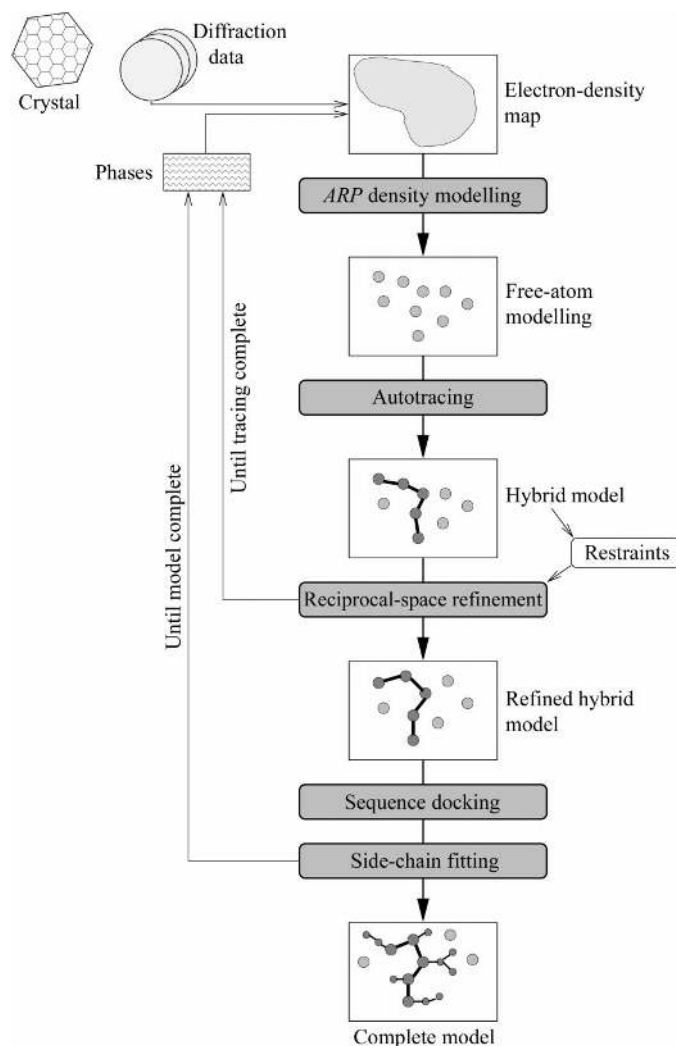 Diffraction
data
Crystal
Electron-density
map
Phases
ARP density modelling
Free-atom
modelling
Until tracing complete
Autotracing
Until model complete
Hybrid model
Restraints
Reciprocal-space refinement
Refined hybrid
model
Sequence docking
Side-chain fitting
Complete model